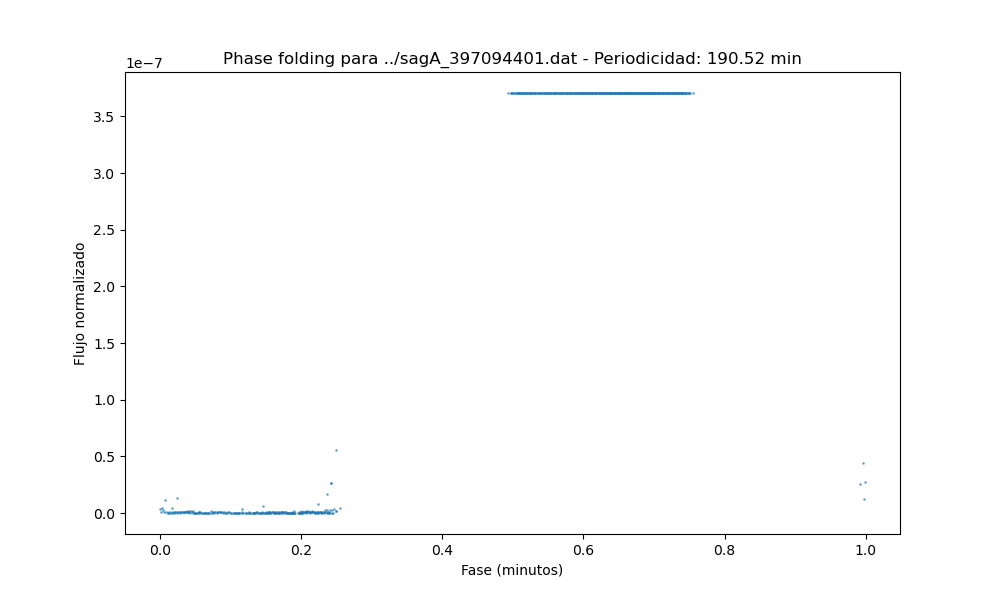 Phase folding para ../sagA_397094401.dat - Periodicidad: 190.52 min
1e−7
3.5
3.0
2.5
2.0
1.5
1.0
0.5
0.0
Flujo normalizado
0.0 0.2 0.4 0.6 0.8 1.0
Fase (minutos)